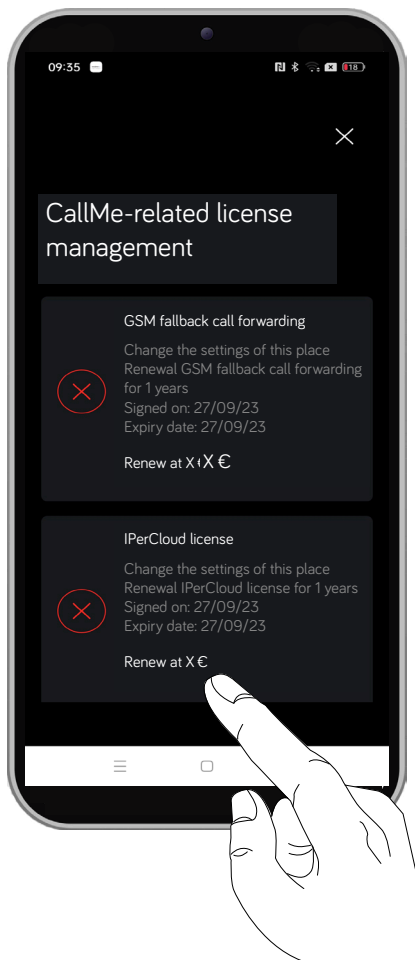 09:35
18
CallMe-related license
management
GSM fallback call forwarding
Change the settings of this place
Renewal GSM fallback call forwarding
for 1 years
Signed on: 27/09/23
Expiry date: 27/09/23
Renew at X X €
IPerCloud license
Change the settings of this place
Renewal IPerCloud license for 1 years
Signed on: 27/09/23
Expiry date: 27/09/23
Renew at X €